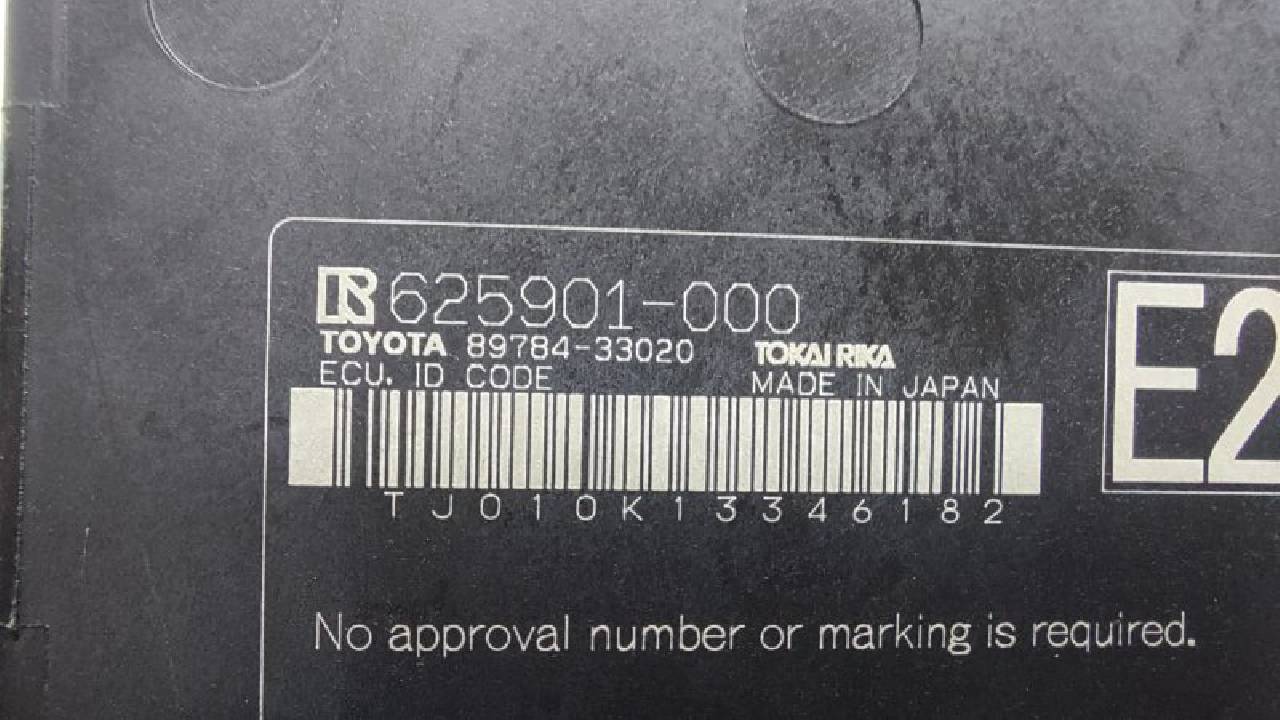 625901-000
TOYOTA 89784-33020
TOKAI RIKA
ECU. ID CODE
MADE IN JAPAN
E2
TJ010K13346182
No approval number or marking is required.